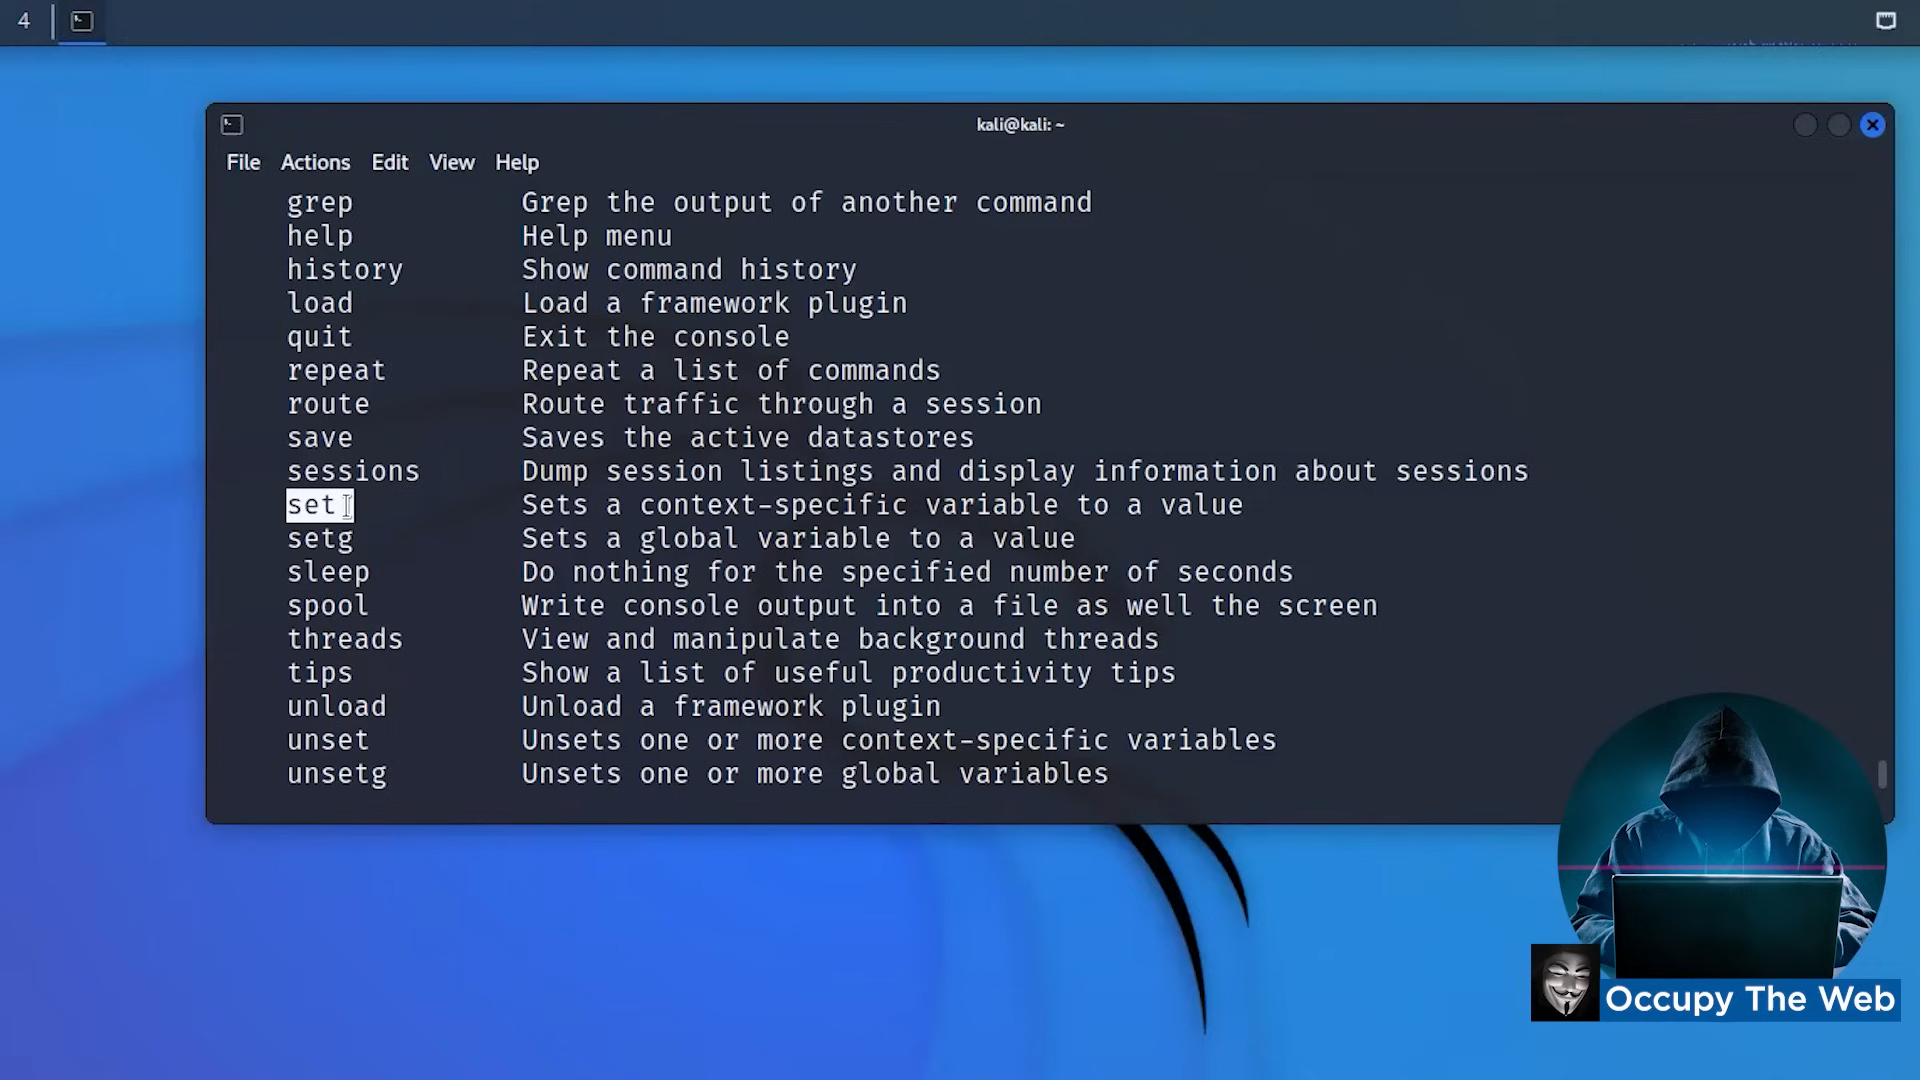 4
kali@kali: ~
File Actions Edit View Help
grep Grep the output of another command
help Help menu
history Show command history
load Load a framework plugin
quit Exit the console
repeat Repeat a list of commands
route Route traffic through a session
save Saves the active datastores
sessions Dump session listings and display information about sessions
set Sets a context-specific variable to a value
setg Sets a global variable to a value
sleep Do nothing for the specified number of seconds
spool Write console output into a file as well the screen
threads View and manipulate background threads
tips Show a list of useful productivity tips
unload Unload a framework plugin
unset Unsets one or more context-specific variables
unsetg Unsets one or more global variables
Occupy The Web